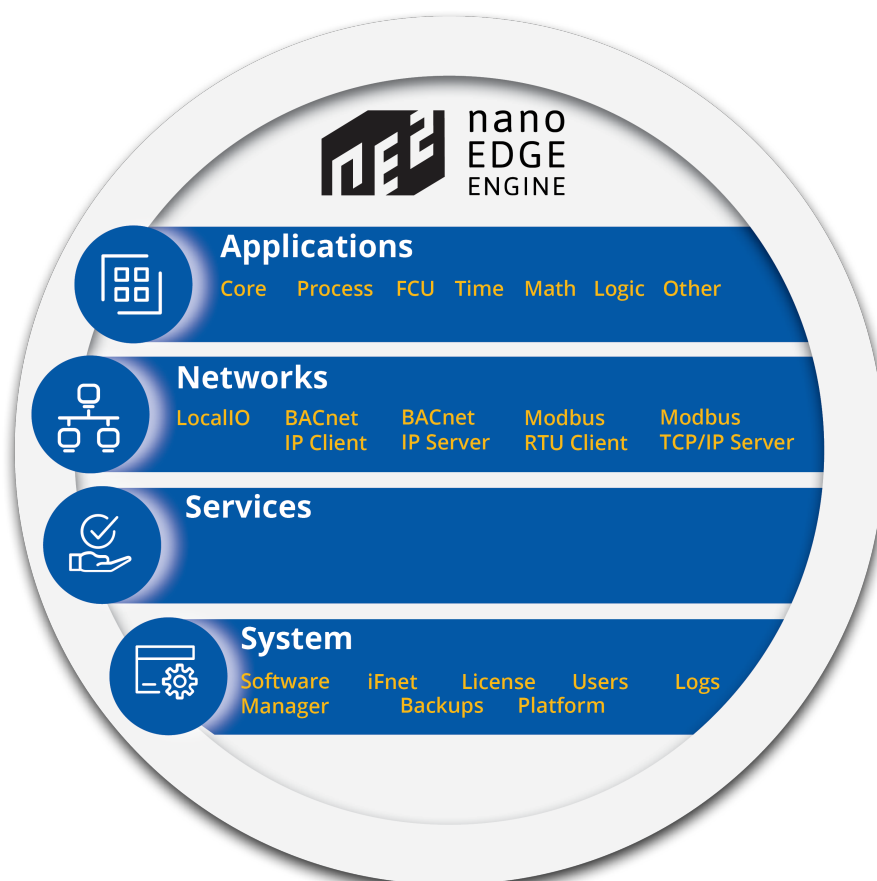 nano
EDGE
ENGINE
Applications
Core Process FCU Time Math Logic Other
Networks
LocalIO BACnet BACnet Modbus Modbus
IP Client IP Server RTU Client TCP/IP Server
Services
System
Software iFnet License Users Logs
Manager Backups Platform